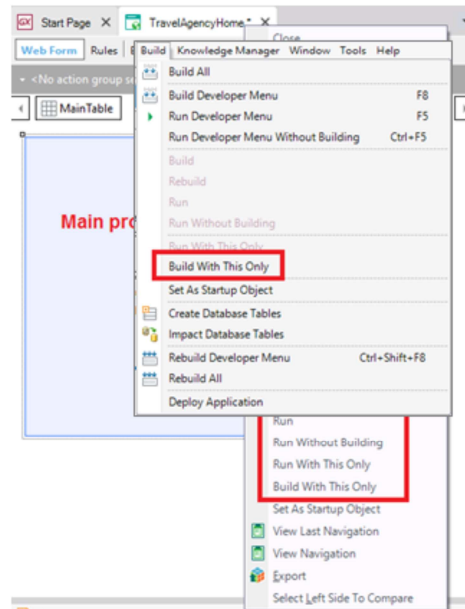 Start Page
TravelAgencyHome *
Close
Web Form Rules
Build Knowledge Manager Window Tools Help
<No action group se
MainTable
Build All
Build Developer Menu F8
Run Developer Menu F5
Run Developer Menu Without Building Ctrl+F5
Build
Rebuild
Run
Run Without Building
Run With This Only
Build With This Only
Set As Startup Object
Create Database Tables
Impact Database Tables
Rebuild Developer Menu Ctrl+Shift+F8
Rebuild All
Deploy Application
Main pro
Run
Run Without Building
Run With This Only
Build With This Only
Set As Startup Object
View Last Navigation
View Navigation
Export
Select Left Side To Compare